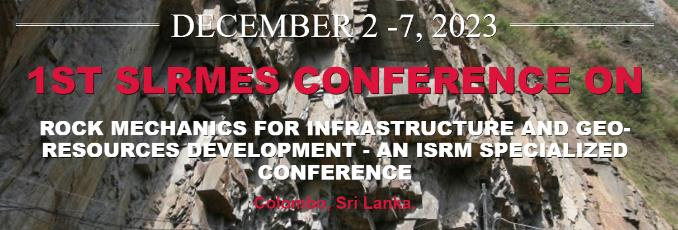 DECEMBER 2 -7, 2023
1ST SLRMES CONFERENCE ON
ROCK MECHANICS FOR INFRASTRUCTURE AND GEO-
RESOURCES DEVELOPMENT - AN ISRM SPECIALIZED
CONFERENCE
Colombo, Sri Lanka